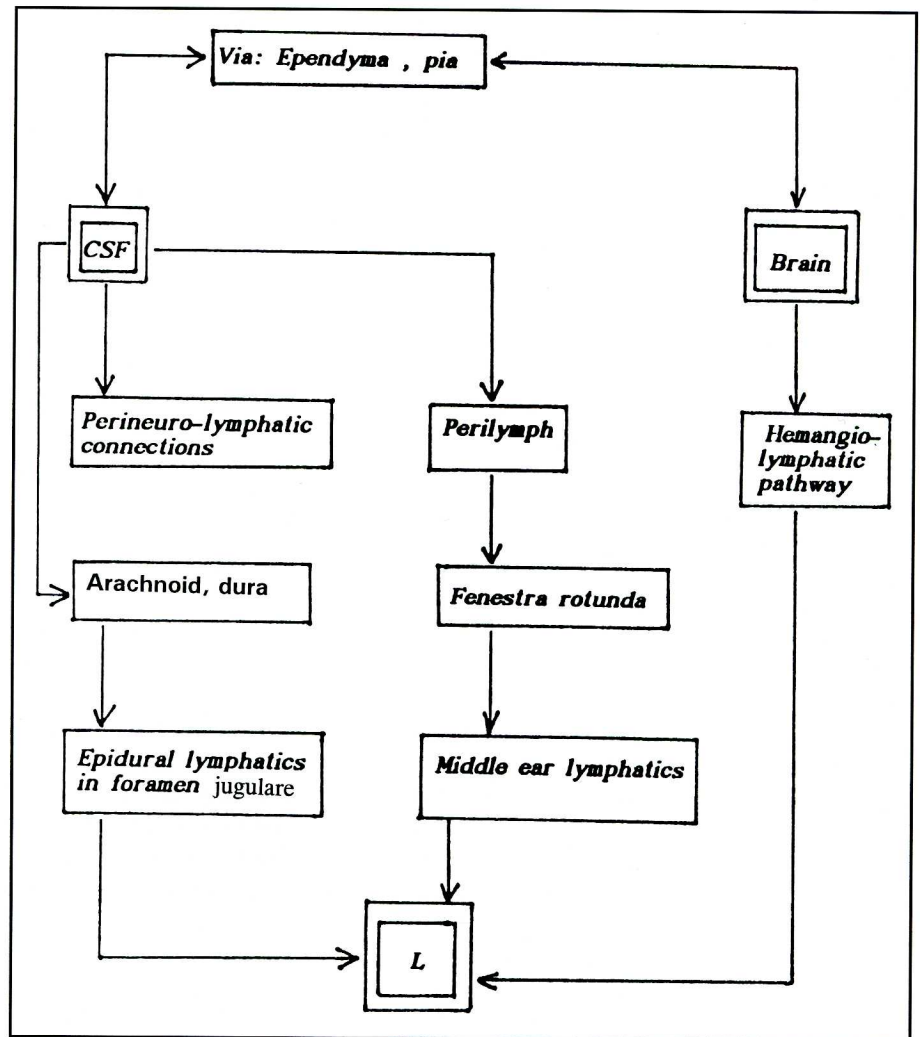 Via: Ependyma , pia
CSF
Brain
Perineuro-lymphatic
connections
Perilymph
Hemangio-
lymphatic
pathway
Arachnoid, dura
Fenestra rotunda
Epidural lymphatics
in foramen jugulare
Middle ear lymphatics
L